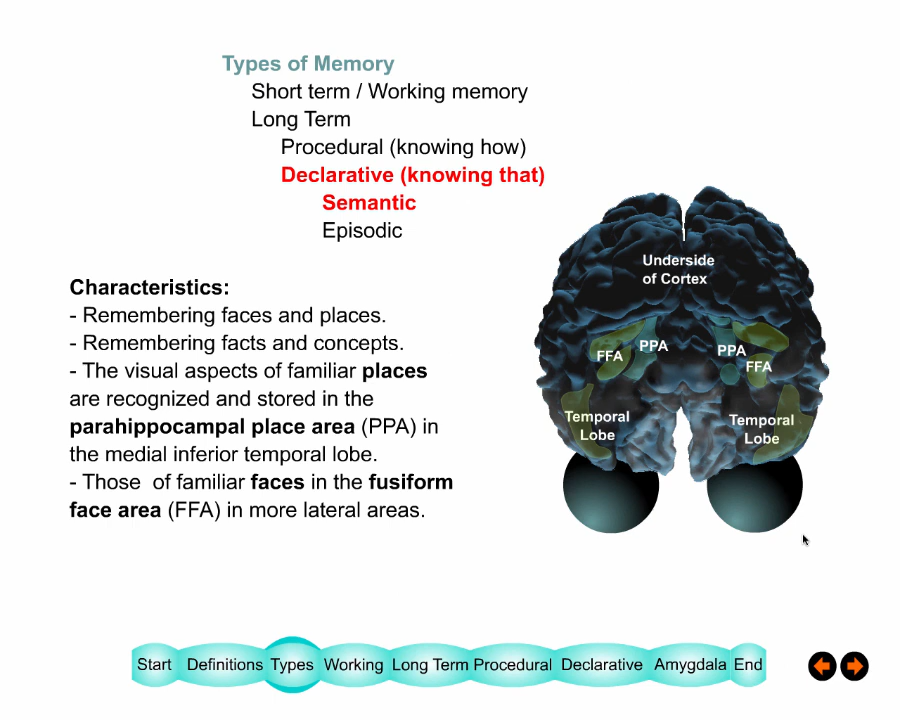 Types of Memory
Short term / Working memory
Long Term
Procedural (knowing how)
Declarative (knowing that)
Semantic
Episodic
Characteristics:
- Remembering faces and places.
- Remembering facts and concepts.
- The visual aspects of familiar places
are recognized and stored in the
parahippocampal place area (PPA) in
the medial inferior temporal lobe.
- Those of familiar faces in the fusiform
face area (FFA) in more lateral areas.
Underside
of Cortex
FFA
PPA
PPA
FFA
Temporal
Lobe
Temporal
Lobe
Start Definitions Types Working Long Term Procedural Declarative Amygdala End